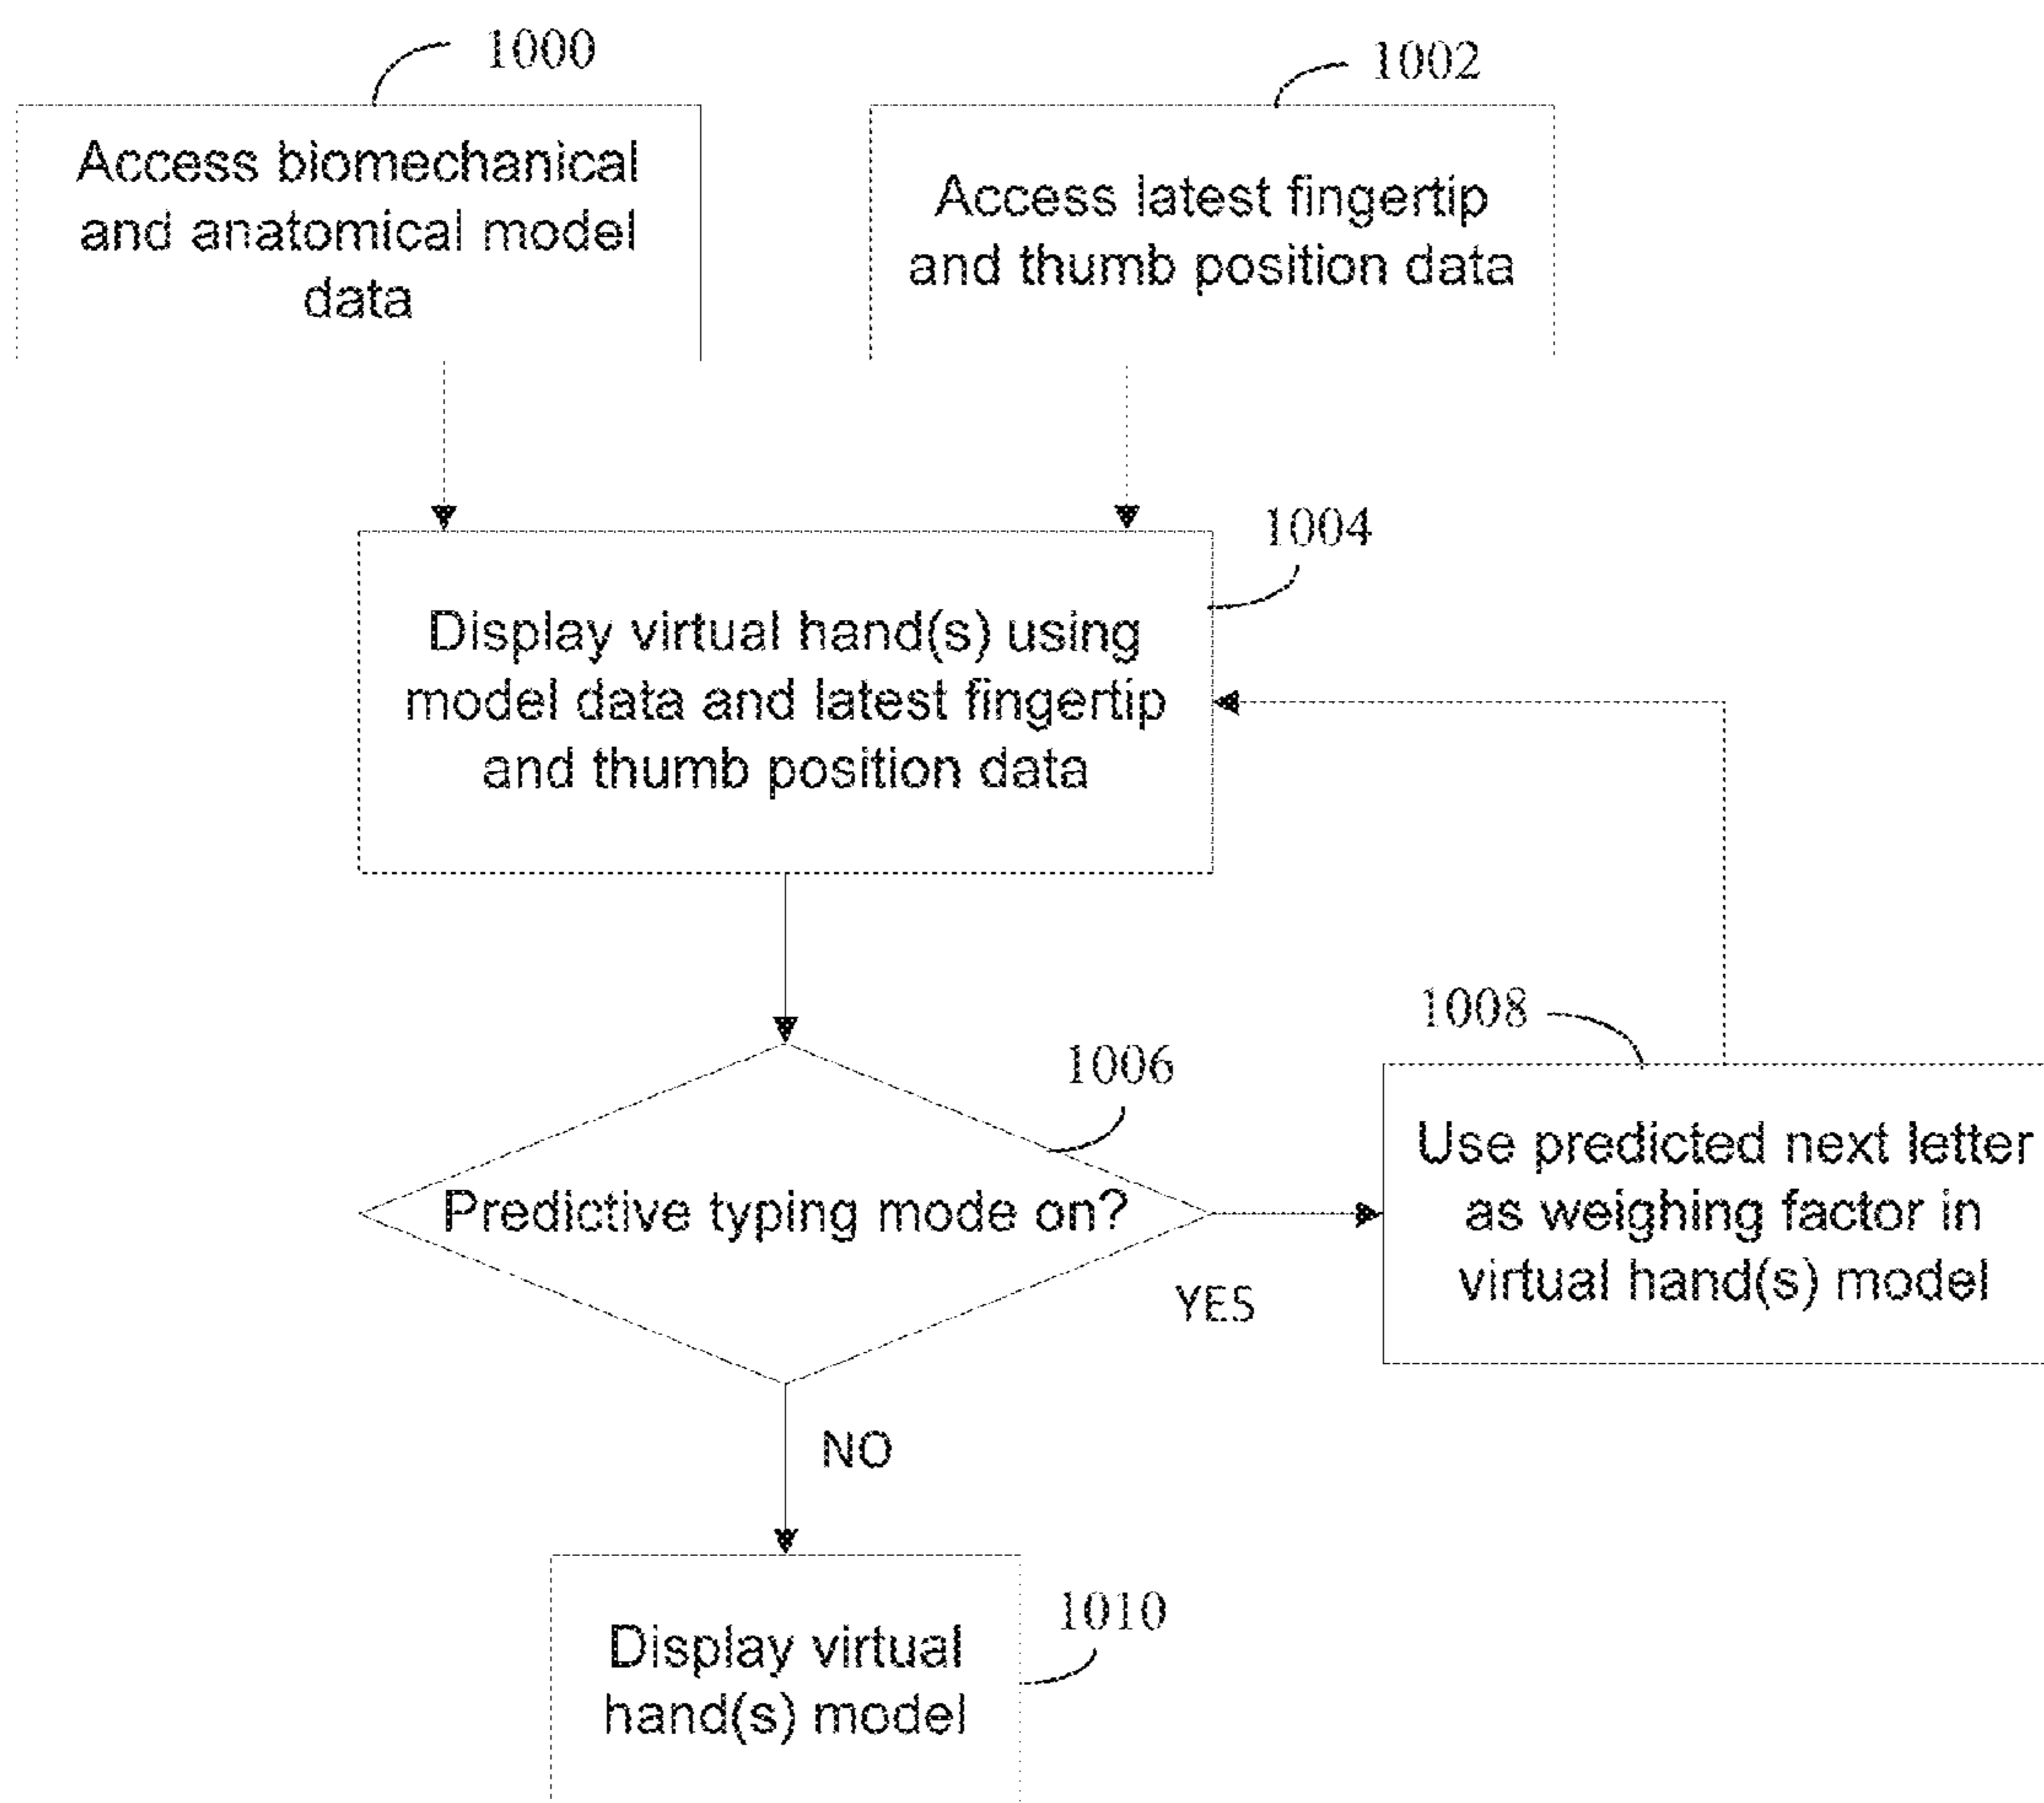 1000
1002
Access biomechanical
and anatomical model
data
Access latest fingertip
and thumb position data
1004
Display virtual hand(s) using
model data and latest fingertip
and thumb position data
1006
1008
Predictive typing mode on?
Use predicted next letter
as weighing factor in
virtual hand(s) model
YES
NO
1010
Display virtual
hand(s) model